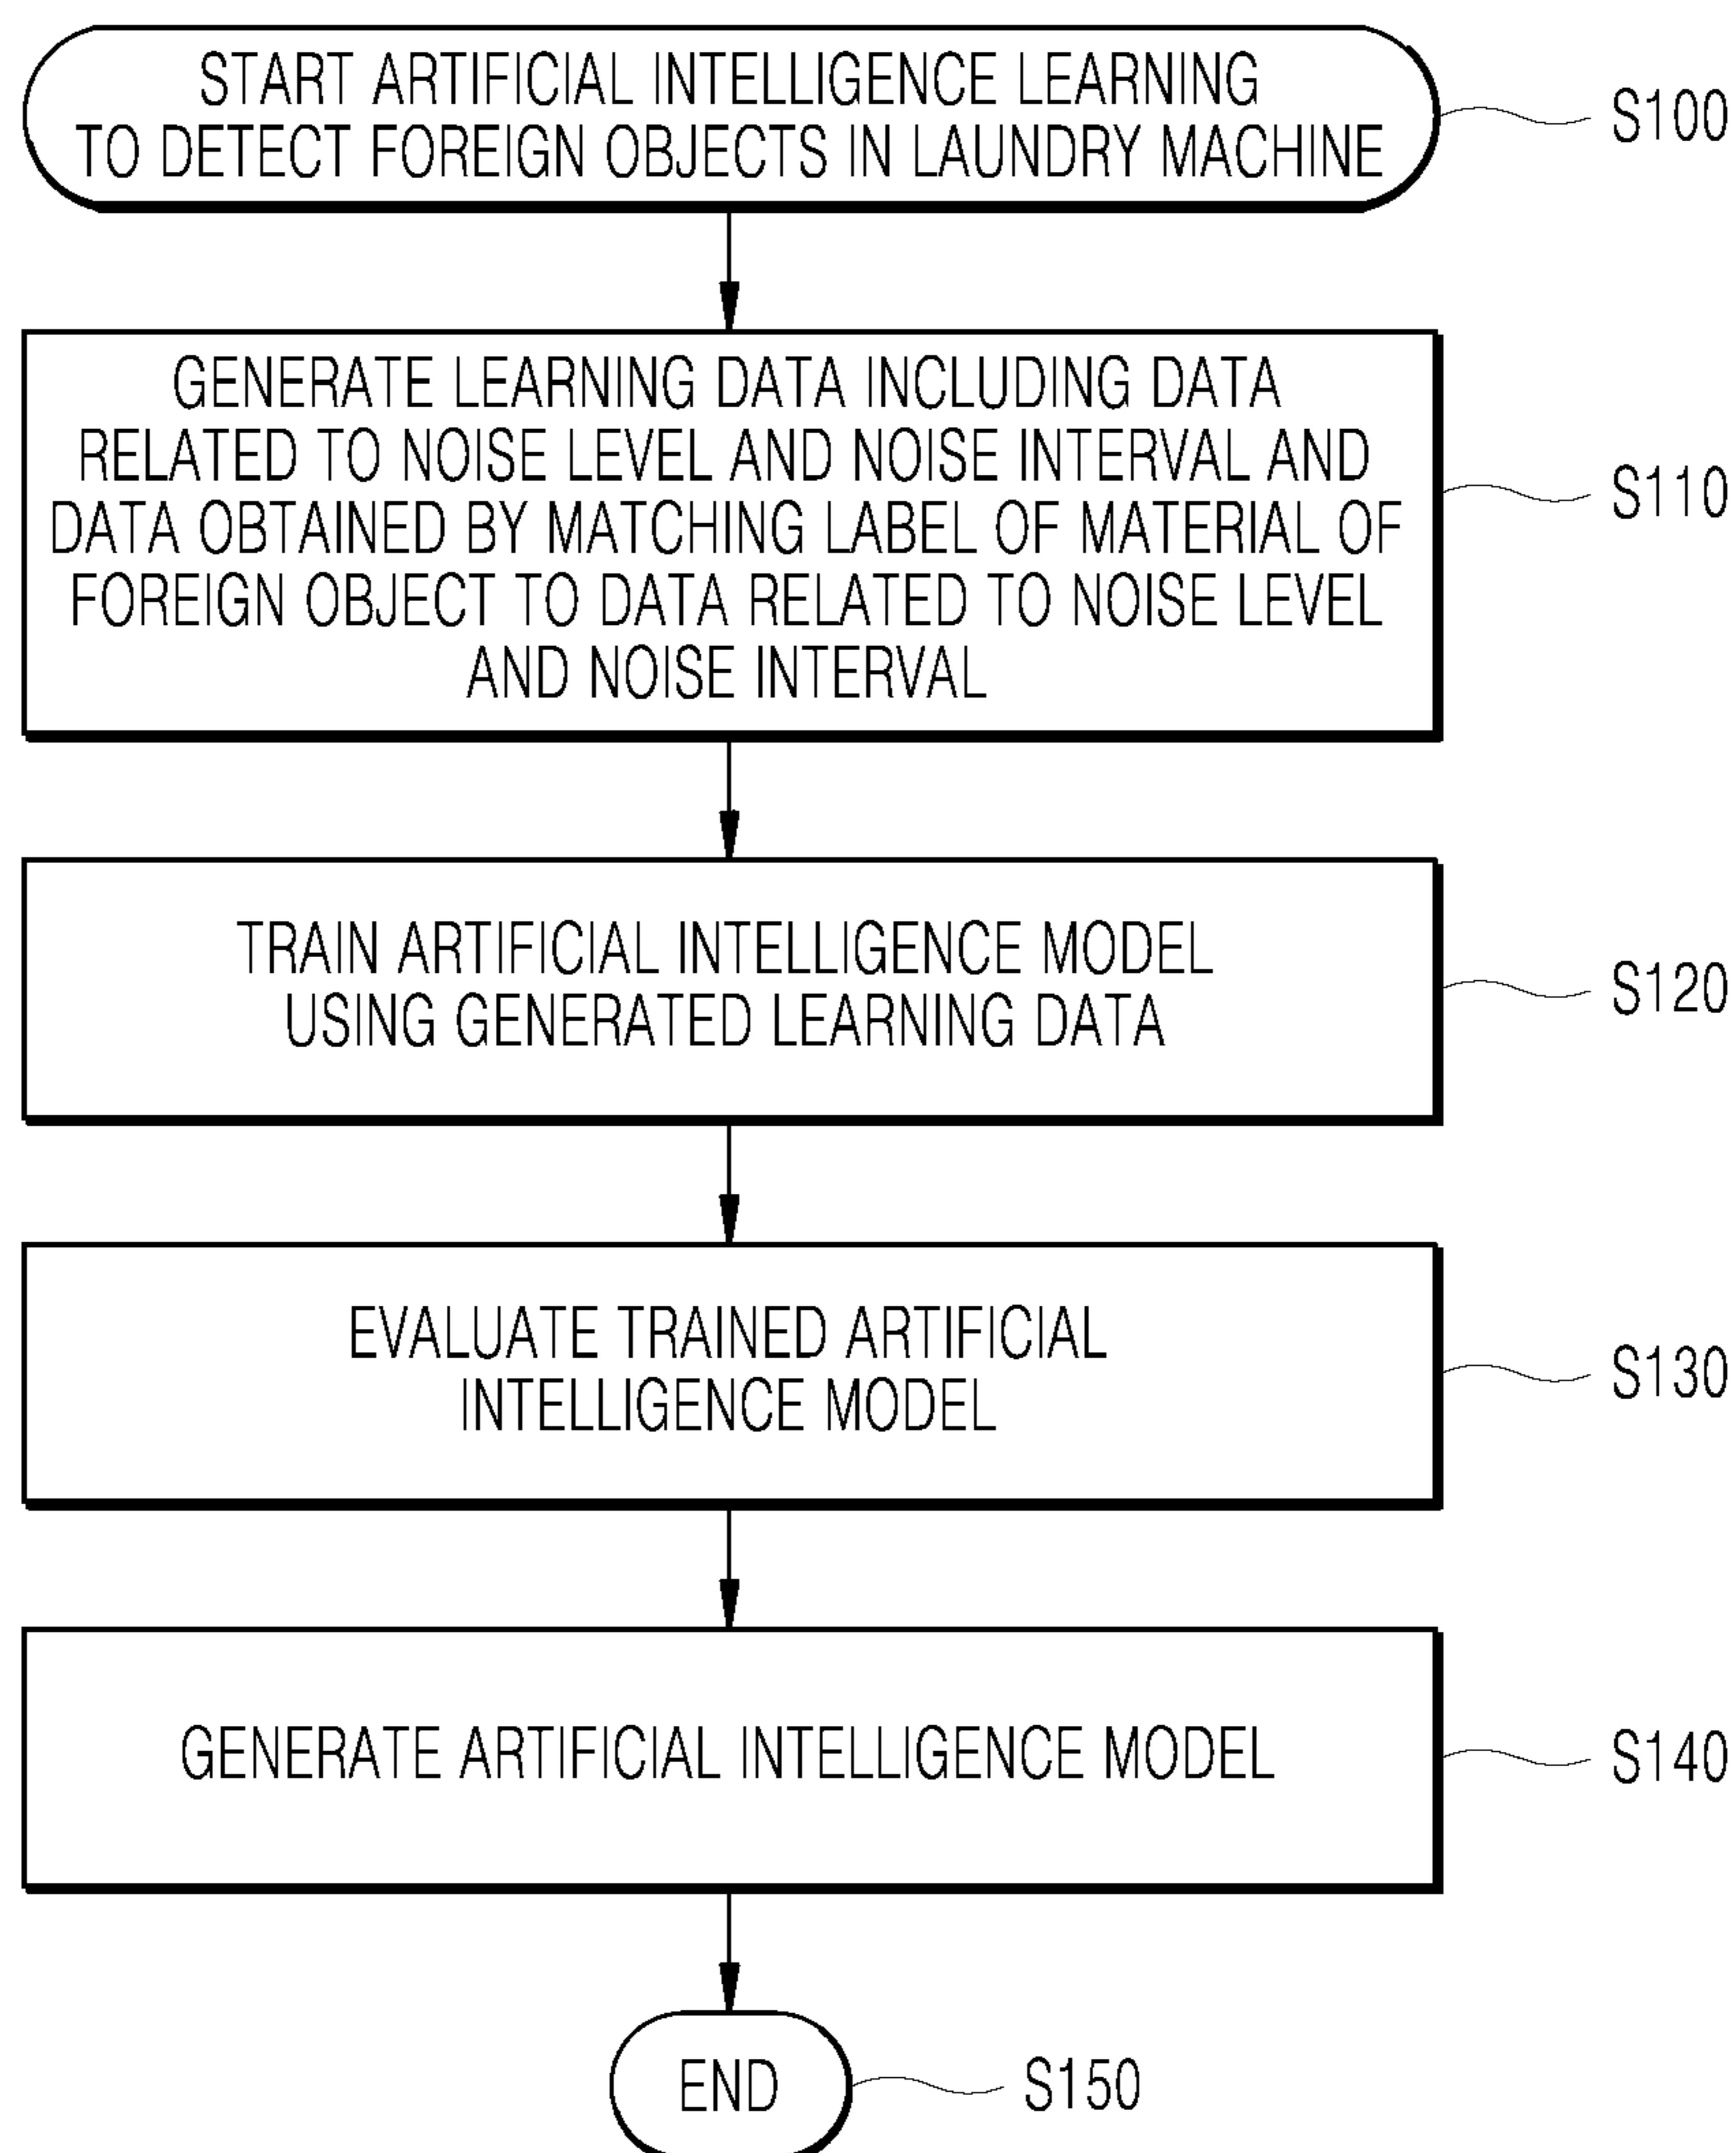 START ARTIFICIAL INTELLIGENCE LEARNING
TO DETECT FOREIGN OBJECTS IN LAUNDRY MACHINE
S100
GENERATE LEARNING DATA INCLUDING DATA
RELATED TO NOISE LEVEL AND NOISE INTERVAL AND
DATA OBTAINED BY MATCHING LABEL OF MATERIAL OF
FOREIGN OBJECT TO DATA RELATED TO NOISE LEVEL
AND NOISE INTERVAL
S110
TRAIN ARTIFICIAL INTELLIGENCE MODEL
USING GENERATED LEARNING DATA
S120
EVALUATE TRAINED ARTIFICIAL
INTELLIGENCE MODEL
S130
GENERATE ARTIFICIAL INTELLIGENCE MODEL
S140
END
S150